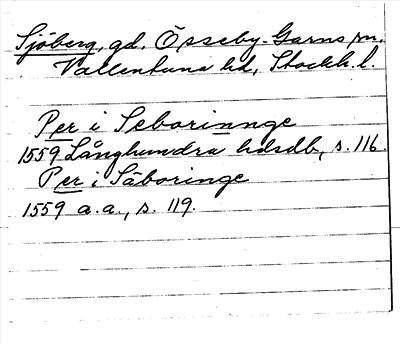 Sjöberg, gd, Össeby-Garns sn,
Vallentuna hd, Stockh. l.
Per i Seborinnge
1559 Långhundra hdsdb, s. 116.
Per i Säboringe
1559 a.a., s. 119.